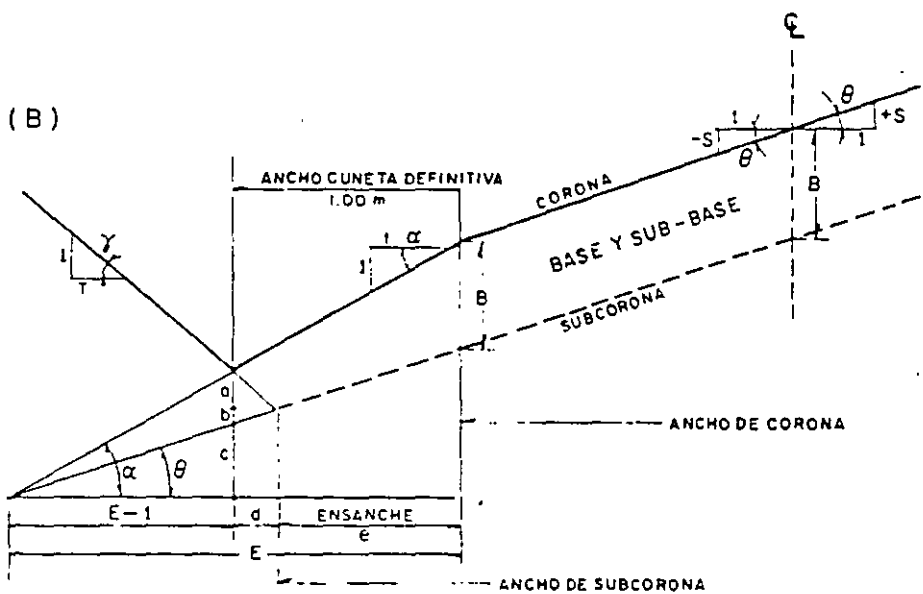 ℄
(B)
θ
+S
1
-S
θ
1
ANCHO CUNETA DEFINITIVA
1.00 m
CORONA
B
BASE Y SUB-BASE
γ
1
T
t
α
1
B
SUBCORONA
a
b
c
ANCHO DE CORONA
α
θ
E-1
d
ENSANCHE
e
E
ANCHO DE SUBCORONA